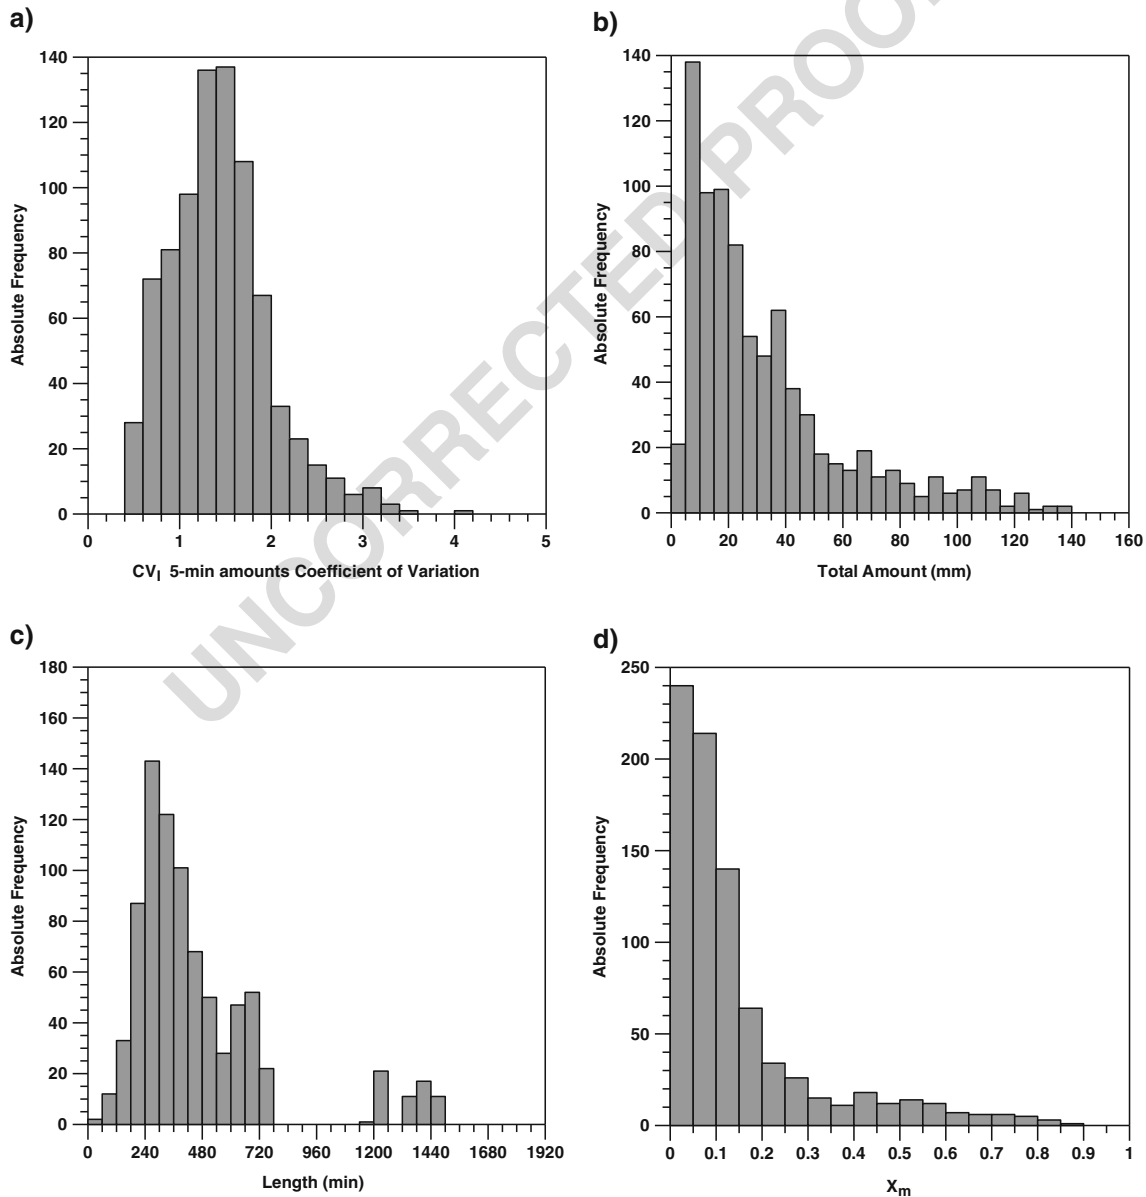 a)
140
120
100
80
60
40
20
0
Absolute Frequency
0 1 2 3 4 5
CVI 5-min amounts Coefficient of Variation
b)
140
120
100
80
60
40
20
0
Absolute Frequency
0 20 40 60 80 100 120 140 160
Total Amount (mm)
c)
180
160
140
120
100
80
60
40
20
0
Absolute Frequency
0 240 480 720 960 1200 1440 1680 1920
Length (min)
d)
250
200
150
100
50
0
Absolute Frequency
0 0.1 0.2 0.3 0.4 0.5 0.6 0.7 0.8 0.9 1
Xm
UNCORRECTED PROO